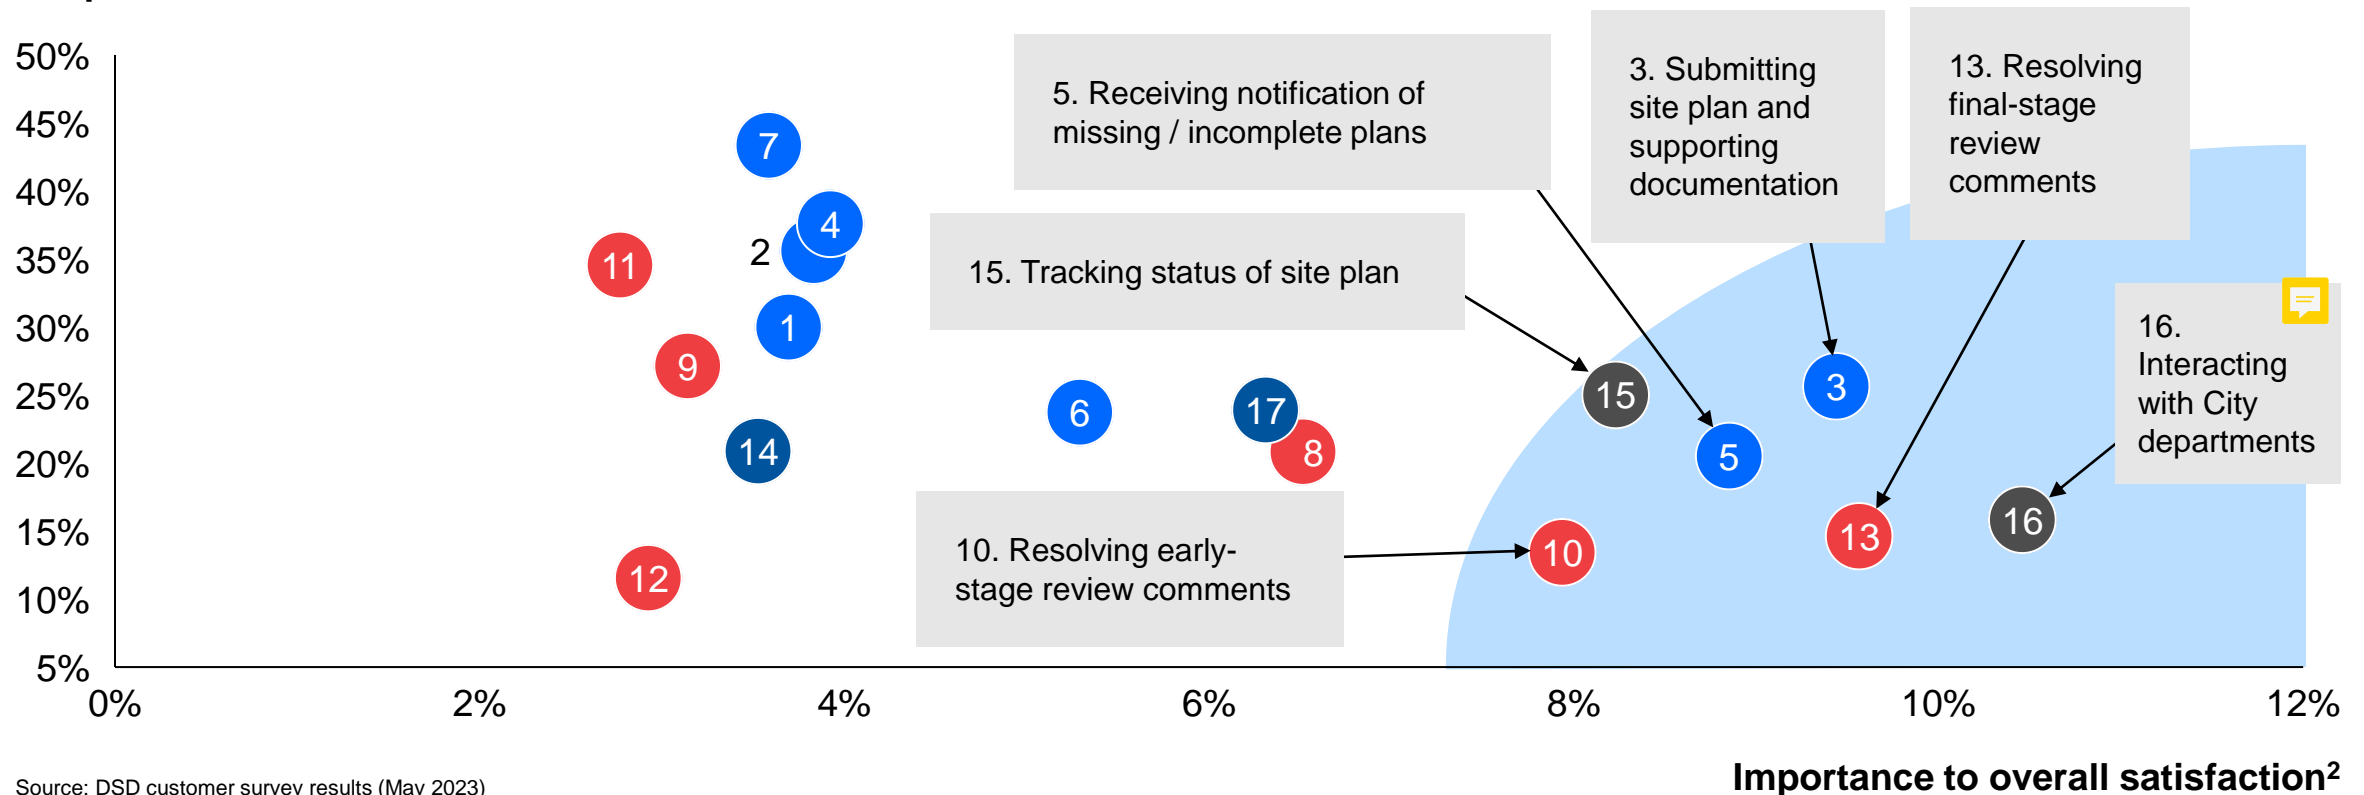 50%
45%
40%
35%
30%
25%
20%
15%
10%
5%
0%
2%
4%
6%
8%
10%
12%
5. Receiving notification of
missing / incomplete plans
3. Submitting
site plan and
supporting
documentation
13. Resolving
final-stage
review
comments
15. Tracking status of site plan
16.
Interacting
with City
departments
10. Resolving early-
stage review comments
7
4
2
11
1
9
6
17
14
8
12
15
3
5
10
13
16
Importance to overall satisfaction2
Source: DSD customer survey results (May 2023)